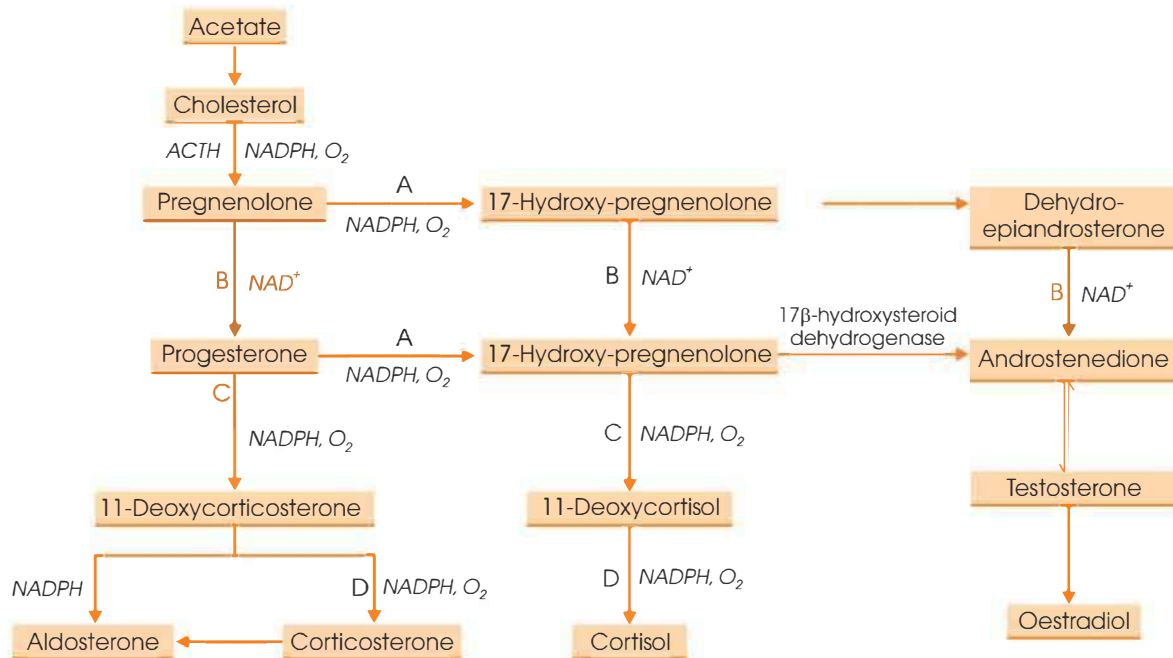 Acetate
Cholesterol
ACTH NADPH, O2
Pregnenolone
A
NADPH, O2
17-Hydroxy-pregnenolone
Dehydro-
epiandrosterone
B NAD+
B NAD+
B NAD+
17β-hydroxysteroid
dehydrogenase
Progesterone
A
NADPH, O2
17-Hydroxy-pregnenolone
Androstenedione
C
NADPH, O2
C NADPH, O2
11-Deoxycorticosterone
11-Deoxycortisol
Testosterone
NADPH
D NADPH, O2
D NADPH, O2
Aldosterone
Corticosterone
Cortisol
Oestradiol